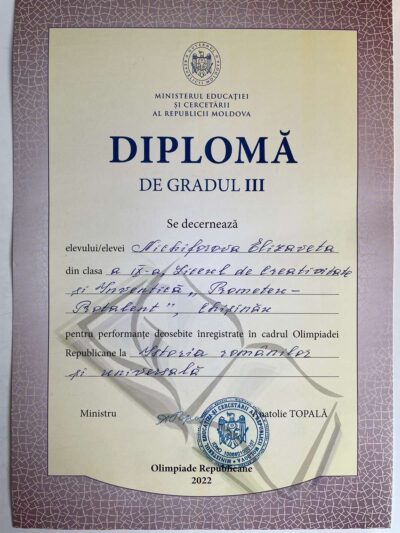 MINISTERUL EDUCAȚIEI
ȘI CERCETĂRII
AL REPUBLICII MOLDOVA
DIPLOMĂ
DE GRADUL III
Se decernează
elevului/elevei Nichiforova Elizaveta
din clasa a IX-a, Liceul de Creativitate
și Inventică "Prometeu-
Protalent", Chișinău
pentru performanțe deosebite înregistrate în cadrul Olimpiadei
Republicane la Istoria românilor
și universală
Ministru Anatolie TOPALĂ
Olimpiade Republicane
2022